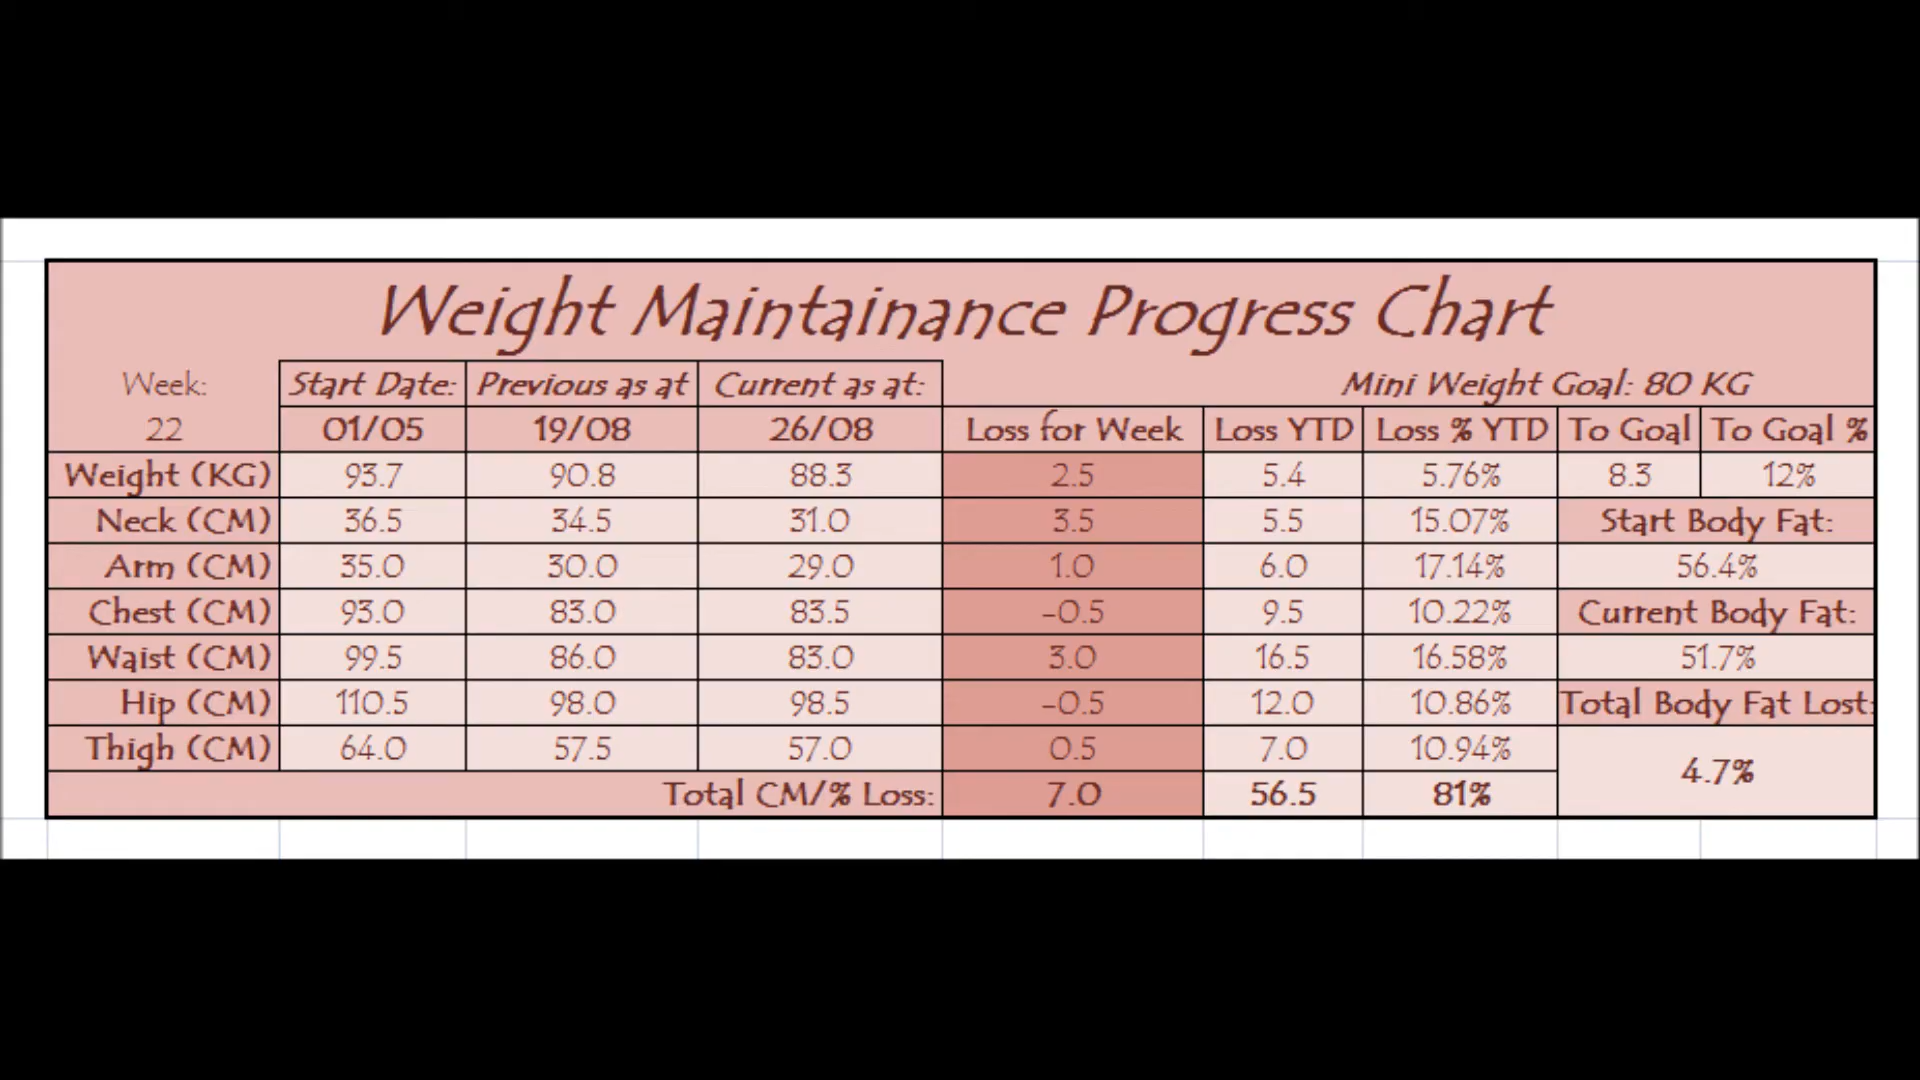 Weight Maintainance Progress Chart
Week: Start Date: Previous as at Current as at: Mini Weight Goal: 80 KG
22 01/05 19/08 26/08 Loss for Week Loss YTD Loss % YTD To Goal To Goal %
Weight (KG) 93.7 90.8 88.3 2.5 5.4 5.76% 8.3 12%
Neck (CM) 36.5 34.5 31.0 3.5 5.5 15.07% Start Body Fat:
Arm (CM) 35.0 30.0 29.0 1.0 6.0 17.14% 56.4%
Chest (CM) 93.0 83.0 83.5 -0.5 9.5 10.22% Current Body Fat:
Waist (CM) 99.5 86.0 83.0 3.0 16.5 16.58% 51.7%
Hip (CM) 110.5 98.0 98.5 -0.5 12.0 10.86% Total Body Fat Lost:
Thigh (CM) 64.0 57.5 57.0 0.5 7.0 10.94% 4.7%
Total CM/% Loss: 7.0 56.5 81%